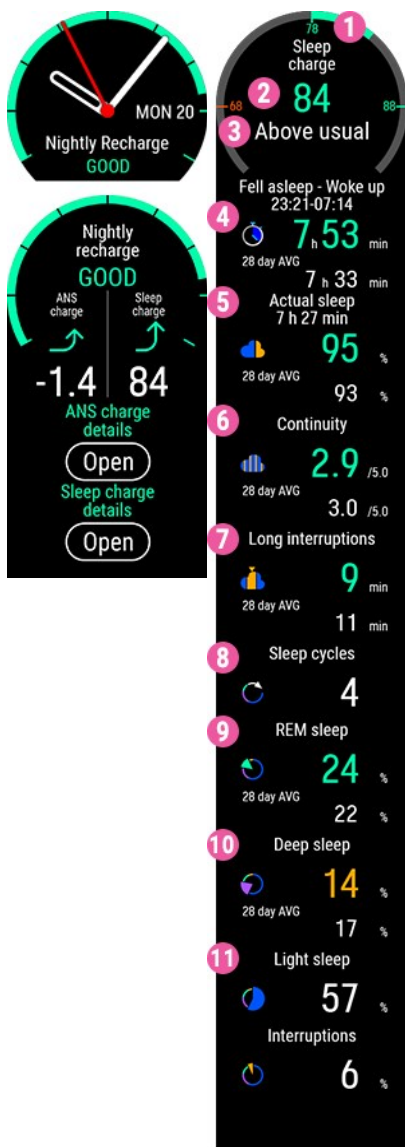 MON 20
Nightly Recharge
GOOD
Nightly
recharge
GOOD
ANS
charge
Sleep
charge
-1.4
84
ANS charge
details
Open
Sleep charge
details
Open
1
78
Sleep
charge
2
84
68
88
3
Above usual
Fell asleep - Woke up
23:21-07:14
4
7 h 53 min
28 day AVG
7 h 33 min
5
Actual sleep
7 h 27 min
95 %
28 day AVG
93 %
6
Continuity
2.9 /5.0
28 day AVG
3.0 /5.0
7
Long interruptions
9 min
28 day AVG
11 min
8
Sleep cycles
4
9
REM sleep
24 %
28 day AVG
22 %
10
Deep sleep
14 %
28 day AVG
17 %
11
Light sleep
57 %
Interruptions
6 %